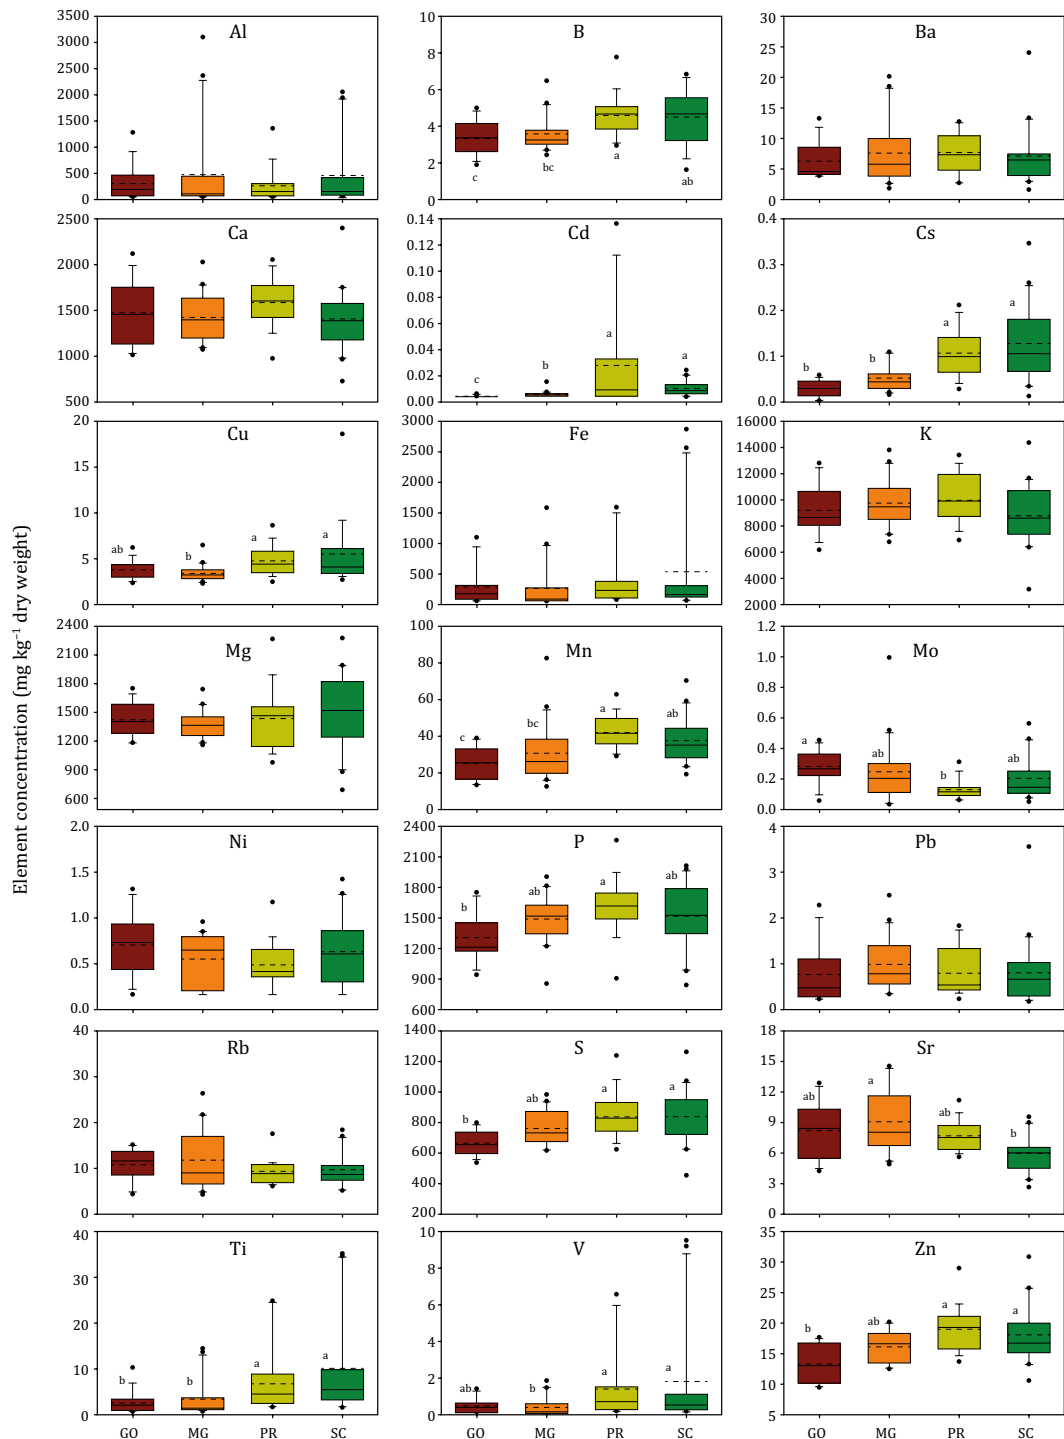 Element concentration (mg kg⁻¹ dry weight)
Al
3500
3000
2500
2000
1500
1000
500
0
B
10
8
6
4
2
0
c
bc
a
ab
Ba
30
25
20
15
10
5
0
Ca
2500
2000
1500
1000
500
Cd
0.14
0.12
0.10
0.08
0.06
0.04
0.02
0.00
c
b
a
a
Cs
0.4
0.3
0.2
0.1
0.0
b
b
a
a
Cu
20
15
10
5
0
ab
b
a
a
Fe
3000
2500
2000
1500
1000
500
0
K
16000
14000
12000
10000
8000
6000
4000
2000
Mg
2400
2100
1800
1500
1200
900
600
Mn
100
80
60
40
20
0
c
bc
a
ab
Mo
1.2
1.0
0.8
0.6
0.4
0.2
0.0
a
ab
b
ab
Ni
2.0
1.5
1.0
0.5
0.0
P
2400
2100
1800
1500
1200
900
600
b
ab
a
ab
Pb
4
3
2
1
0
Rb
40
30
20
10
0
S
1400
1200
1000
800
600
400
200
b
ab
a
a
Sr
18
15
12
9
6
3
0
ab
a
ab
b
Ti
40
30
20
10
0
b
b
a
a
GO MG PR SC
V
10
8
6
4
2
0
ab
b
a
a
GO MG PR SC
Zn
35
30
25
20
15
10
5
b
ab
a
a
GO MG PR SC